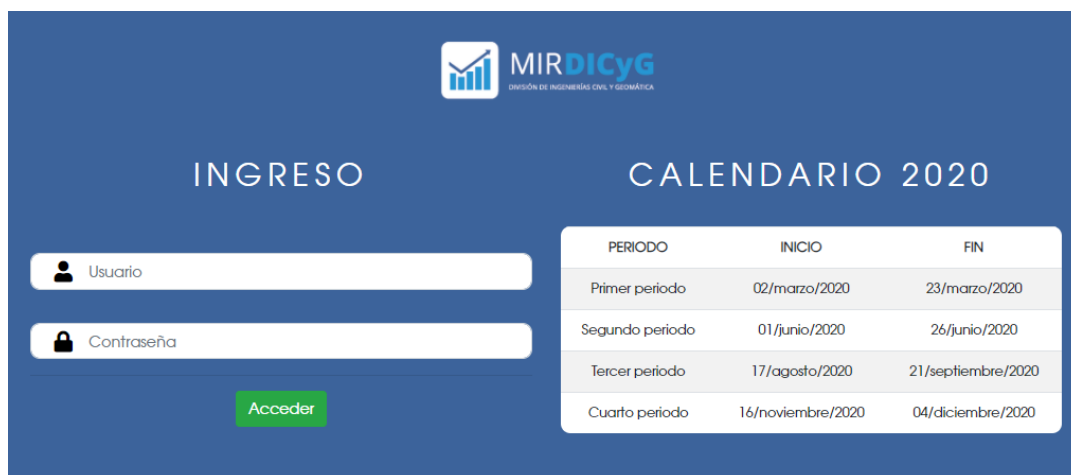 MIRDICyG
DIVISIÓN DE INGENIERÍAS CIVIL Y GEOMÁTICA
INGRESO
Usuario
Contraseña
Acceder
CALENDARIO 2020
PERIODO INICIO FIN
Primer periodo 02/marzo/2020 23/marzo/2020
Segundo periodo 01/junio/2020 26/junio/2020
Tercer periodo 17/agosto/2020 21/septiembre/2020
Cuarto periodo 16/noviembre/2020 04/diciembre/2020